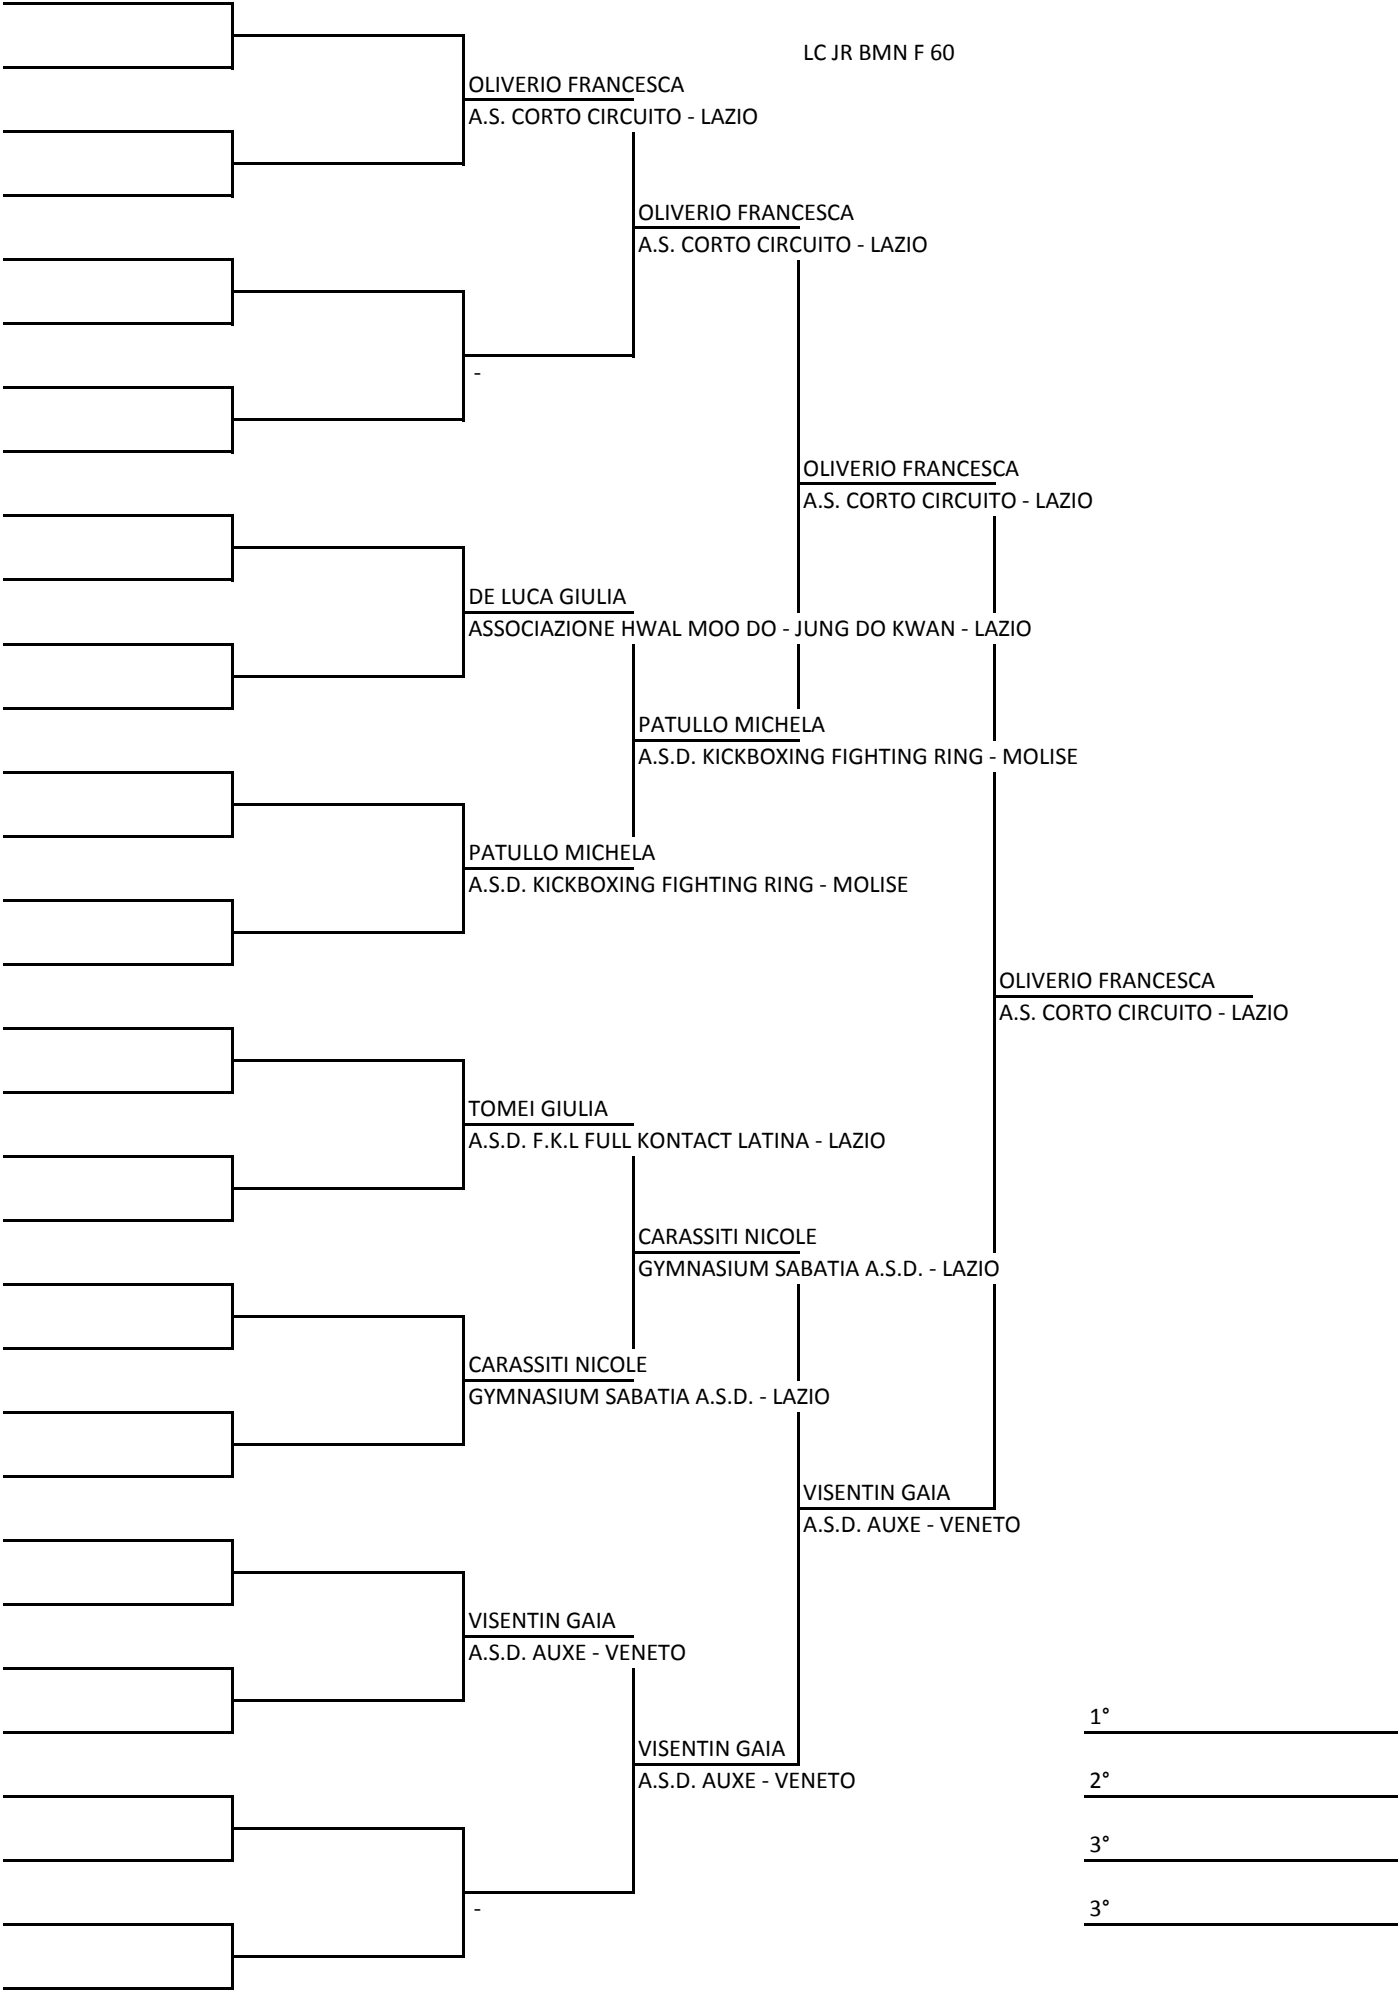 LC JR BMN F 60
OLIVERIO FRANCESCA
A.S. CORTO CIRCUITO - LAZIO
OLIVERIO FRANCESCA
A.S. CORTO CIRCUITO - LAZIO
-
OLIVERIO FRANCESCA
A.S. CORTO CIRCUITO - LAZIO
DE LUCA GIULIA
ASSOCIAZIONE HWAL MOO DO - JUNG DO KWAN - LAZIO
PATULLO MICHELA
A.S.D. KICKBOXING FIGHTING RING - MOLISE
PATULLO MICHELA
A.S.D. KICKBOXING FIGHTING RING - MOLISE
OLIVERIO FRANCESCA
A.S. CORTO CIRCUITO - LAZIO
TOMEI GIULIA
A.S.D. F.K.L FULL KONTACT LATINA - LAZIO
CARASSITI NICOLE
GYMNASIUM SABATIA A.S.D. - LAZIO
CARASSITI NICOLE
GYMNASIUM SABATIA A.S.D. - LAZIO
VISENTIN GAIA
A.S.D. AUXE - VENETO
VISENTIN GAIA
A.S.D. AUXE - VENETO
1°
VISENTIN GAIA
A.S.D. AUXE - VENETO
2°
3°
-
3°